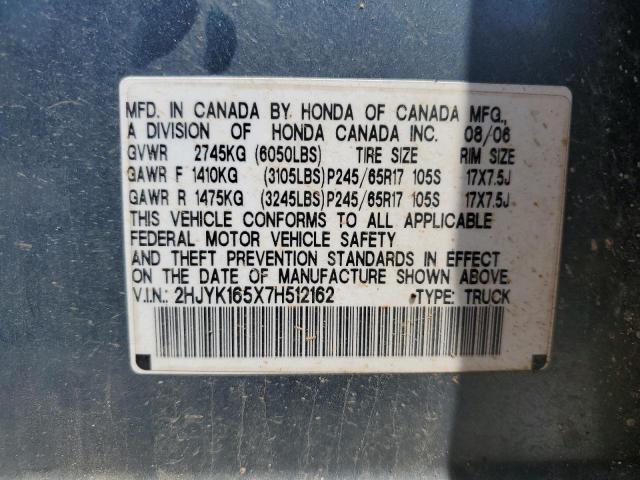 MFD. IN CANADA BY HONDA OF CANADA MFG.,
A DIVISION OF HONDA CANADA INC. 08/06
GVWR 2745KG (6050LBS) TIRE SIZE RIM SIZE
GAWR F 1410KG (3105LBS) P245/65R17 105S 17X7.5J
GAWR R 1475KG (3245LBS) P245/65R17 105S 17X7.5J
THIS VEHICLE CONFORMS TO ALL APPLICABLE
FEDERAL MOTOR VEHICLE SAFETY
AND THEFT PREVENTION STANDARDS IN EFFECT
ON THE DATE OF MANUFACTURE SHOWN ABOVE.
V.I.N.: 2HJYK165X7H512162 TYPE: TRUCK